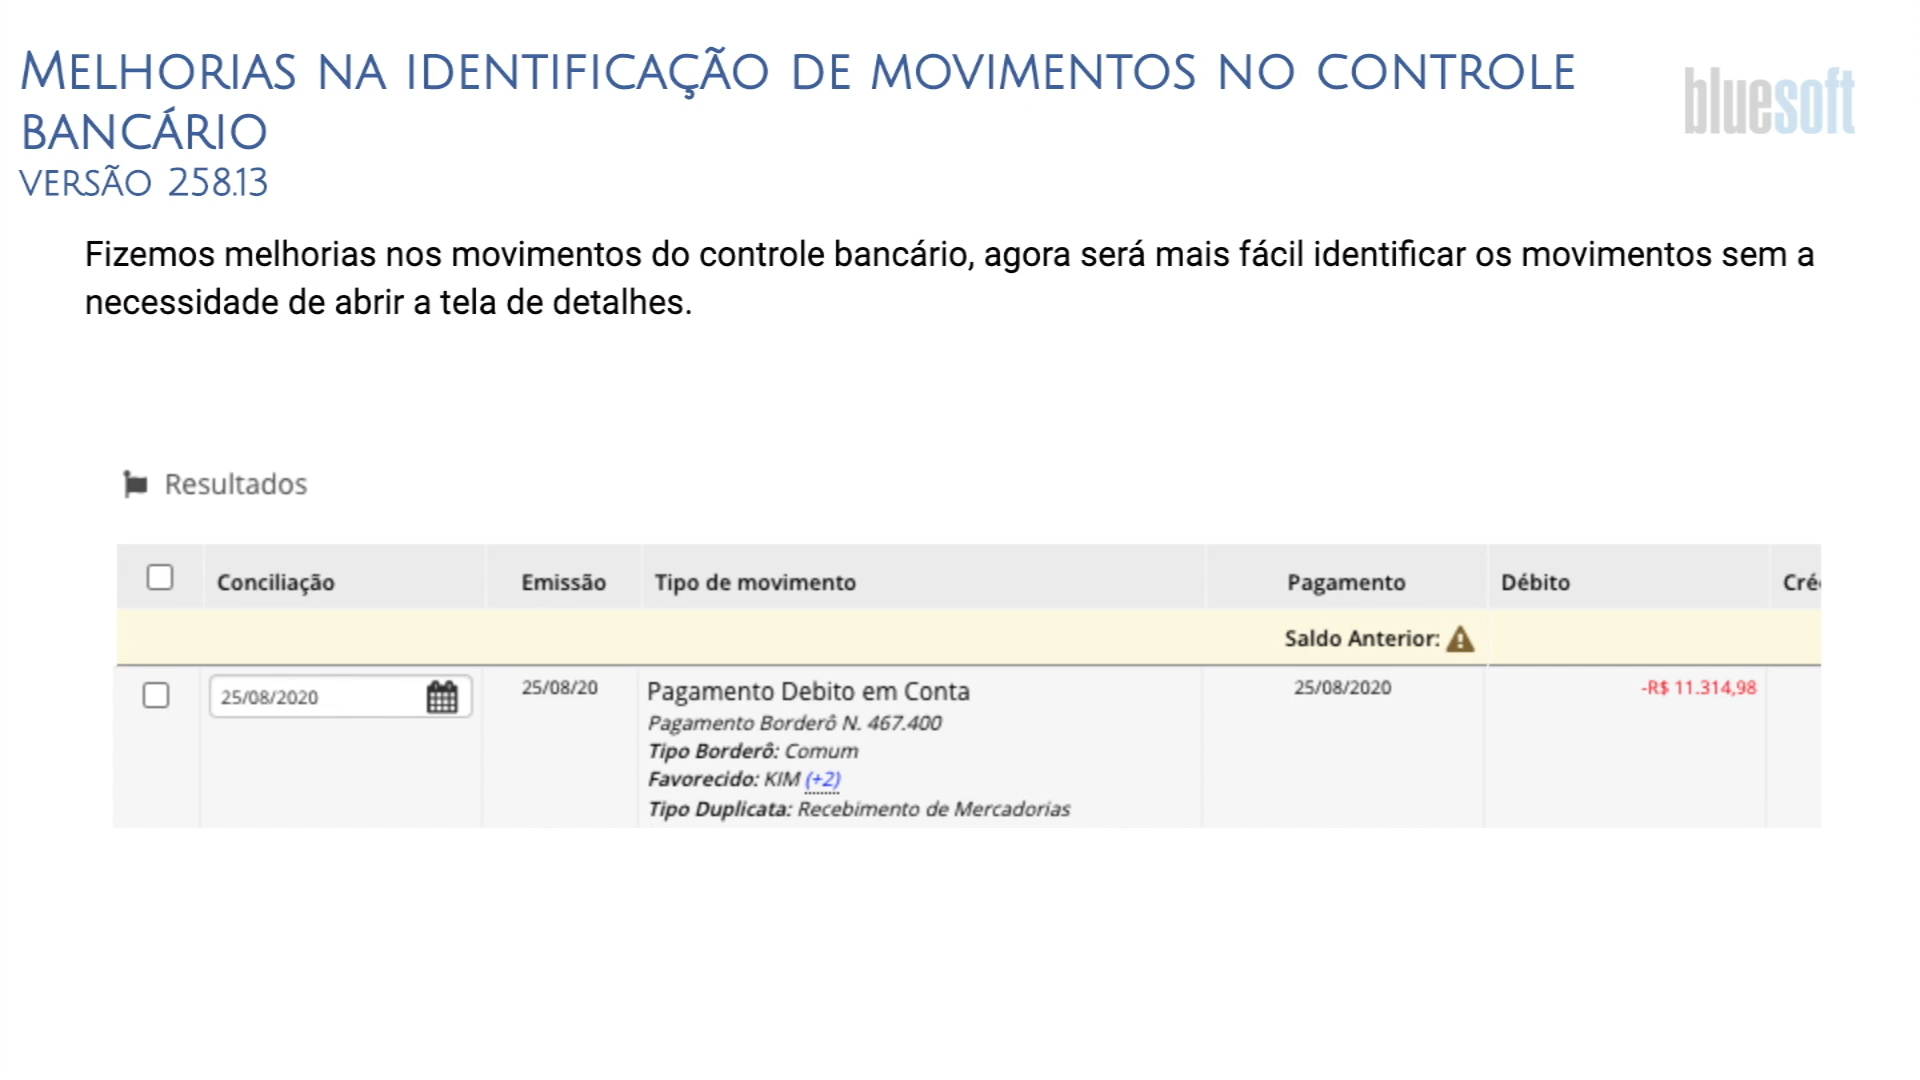 Melhorias na identificação de movimentos no controle
bancário
versão 258.13
bluesoft
Fizemos melhorias nos movimentos do controle bancário, agora será mais fácil identificar os movimentos sem a
necessidade de abrir a tela de detalhes.
Resultados
Conciliação Emissão Tipo de movimento Pagamento Débito Cré
Saldo Anterior:
25/08/2020 25/08/20 Pagamento Debito em Conta 25/08/2020 -R$ 11.314,98
Pagamento Borderô N. 467.400
Tipo Borderô: Comum
Favorecido: KIM (+2)
Tipo Duplicata: Recebimento de Mercadorias